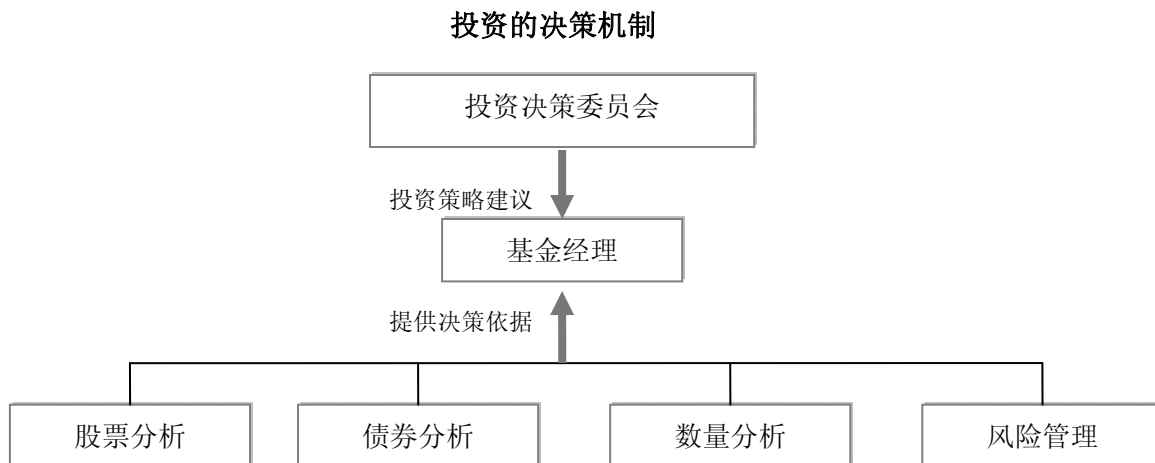 投资的决策机制
投资决策委员会
投资策略建议
基金经理
提供决策依据
股票分析
债券分析
数量分析
风险管理